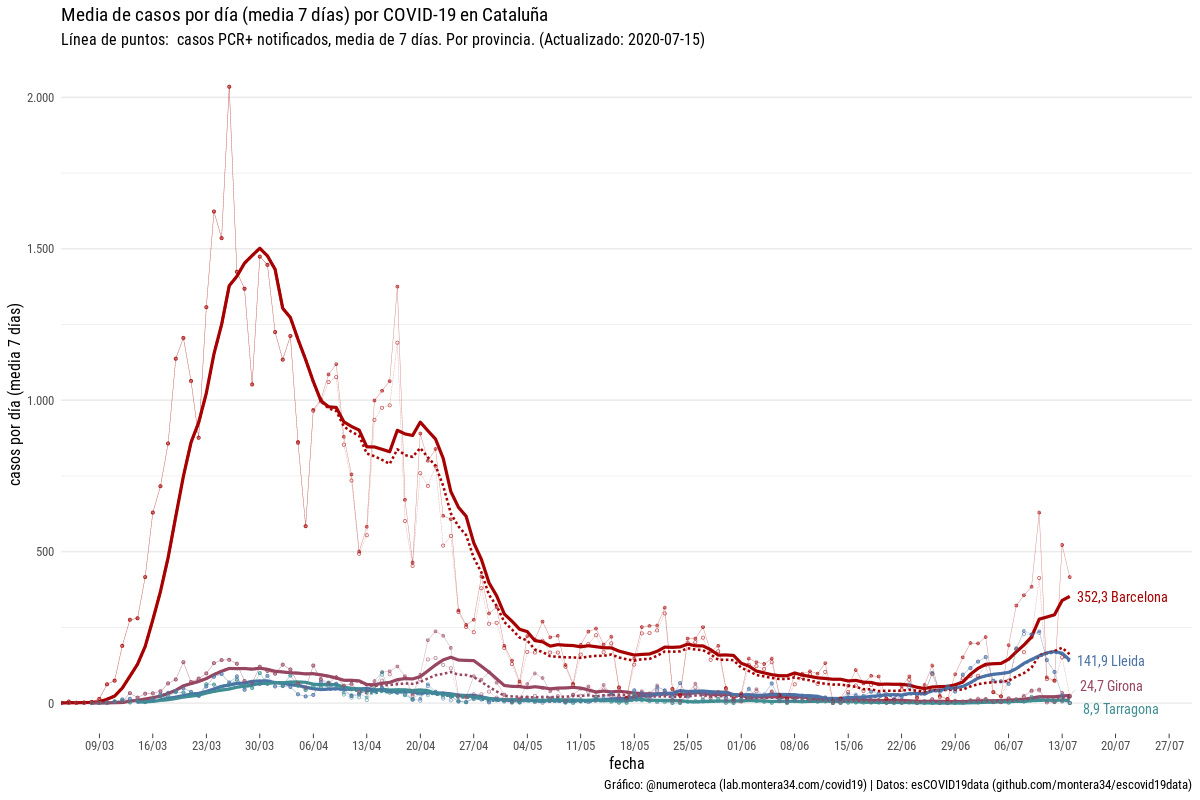 Media de casos por día (media 7 días) por COVID-19 en Cataluña
Línea de puntos:  casos PCR+ notificados, media de 7 días. Por provincia. (Actualizado: 2020-07-15)
casos por día (media 7 días)
2.000
1.500
1.000
500
0
352,3 Barcelona
141,9 Lleida
24,7 Girona
8,9 Tarragona
09/03 16/03 23/03 30/03 06/04 13/04 20/04 27/04 04/05 11/05 18/05 25/05 01/06 08/06 15/06 22/06 29/06 06/07 13/07 20/07 27/07
fecha
Gráfico: @numeroteca (lab.montera34.com/covid19) | Datos: esCOVID19data (github.com/montera34/escovid19data)